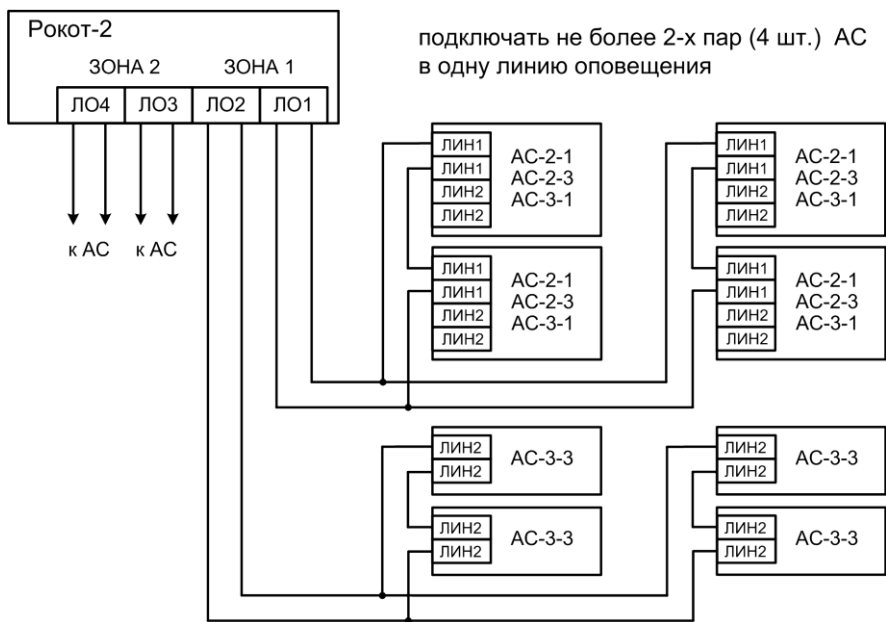 Рокот-2
подключать не более 2-х пар (4 шт.) АС
в одну линию оповещения
ЗОНА 2 ЗОНА 1
ЛО4 ЛО3 ЛО2 ЛО1
к АС к АС
ЛИН1
ЛИН1
ЛИН2
ЛИН2
АС-2-1
АС-2-3
АС-3-1
ЛИН1
ЛИН1
ЛИН2
ЛИН2
АС-2-1
АС-2-3
АС-3-1
ЛИН1
ЛИН1
ЛИН2
ЛИН2
АС-2-1
АС-2-3
АС-3-1
ЛИН1
ЛИН1
ЛИН2
ЛИН2
АС-2-1
АС-2-3
АС-3-1
ЛИН2
ЛИН2
АС-3-3
ЛИН2
ЛИН2
АС-3-3
ЛИН2
ЛИН2
АС-3-3
ЛИН2
ЛИН2
АС-3-3